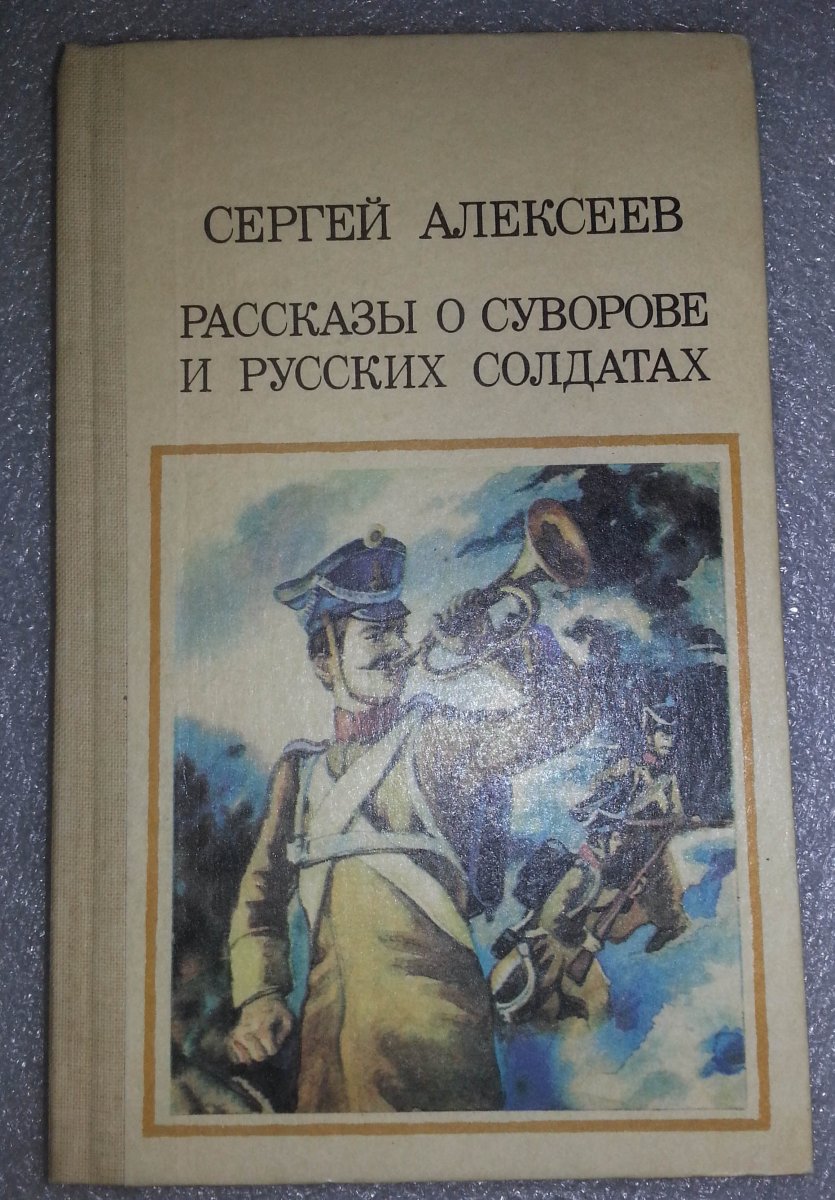 СЕРГЕЙ АЛЕКСЕЕВ
РАССКАЗЫ О СУВОРОВЕ
И РУССКИХ СОЛДАТАХ